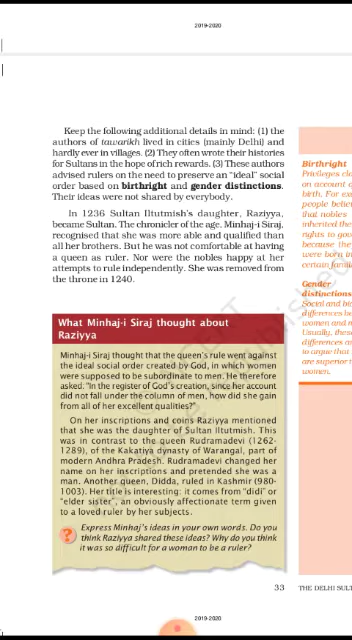 2019-2020
Keep the following additional details in mind: (1) the
authors of tawarikh lived in cities (mainly Delhi) and
hardly ever in villages. (2) They often wrote their histories
for Sultans in the hope of rich rewards. (3) These authors
advised rulers on the need to preserve an "ideal" social
order based on birthright and gender distinctions.
Their ideas were not shared by everybody.
In 1236 Sultan Iltutmish's daughter, Raziyya,
became Sultan. The chronicler of the age, Minhaj-i Siraj,
recognised that she was more able and qualified than
all her brothers. But he was not comfortable at having
a queen as ruler. Nor were the nobles happy at her
attempts to rule independently. She was removed from
the throne in 1240.
What Minhaj-i Siraj thought about
Raziyya
Minhaj-i Siraj thought that the queen's rule went against
the ideal social order created by God, in which women
were supposed to be subordinate to men. He therefore
asked: "In the register of God's creation, since her account
did not fall under the column of men, how did she gain
from all of her excellent qualities?"
On her inscriptions and coins Raziyya mentioned
that she was the daughter of Sultan Iltutmish. This
was in contrast to the queen Rudramadevi (1262-
1289), of the Kakatiya dynasty of Warangal, part of
modern Andhra Pradesh. Rudramadevi changed her
name on her inscriptions and pretended she was a
man. Another queen, Didda, ruled in Kashmir (980-
1003). Her title is interesting: it comes from "didi" or
"elder sister", an obviously affectionate term given
to a loved ruler by her subjects.
?
Express Minhaj's ideas in your own words. Do you
think Raziyya shared these ideas? Why do you think
it was so difficult for a woman to be a ruler?
Birthright
Privileges cl
on account
birth. For ex
people belie
that nobles
inherited the
rights to go
because the
were born in
certain famil
Gender
distinctions
Social and bi
differences b
women and m
Usually, these
differences a
to argue that
are superior t
women.
33 THE DELHI SULT
2019-2020